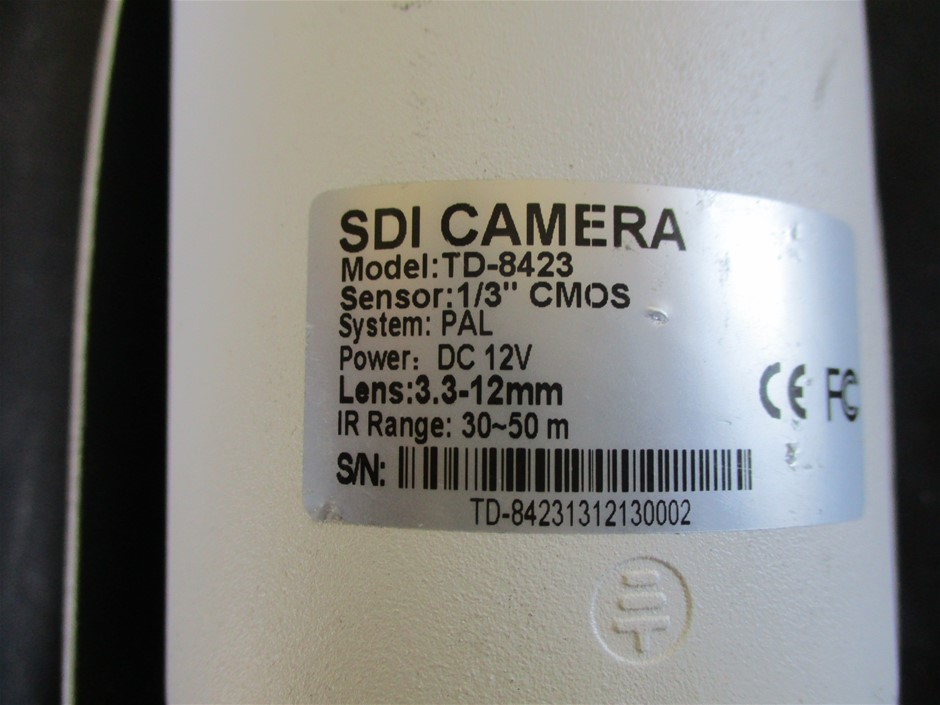 SDI CAMERA
Model:TD-8423
Sensor:1/3" CMOS
System: PAL
Power: DC 12V
Lens:3.3-12mm
IR Range: 30~50 m
CE FC
S/N:
TD-84231312130002